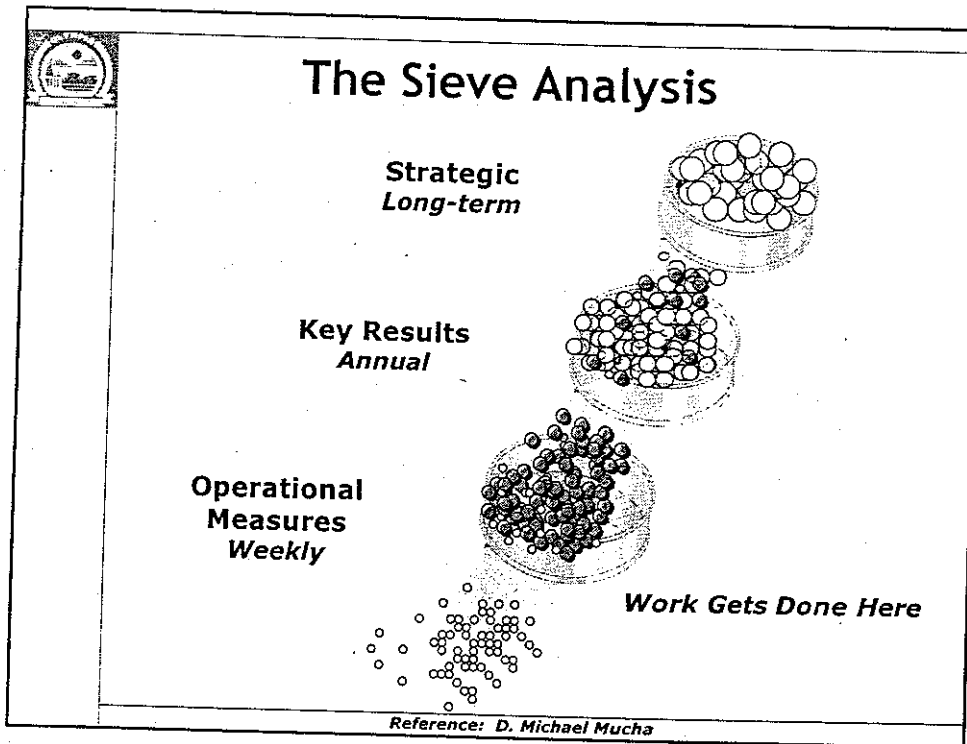 The Sieve Analysis
Strategic
Long-term
Key Results
Annual
Operational
Measures
Weekly
Work Gets Done Here
Reference: D. Michael Mucha